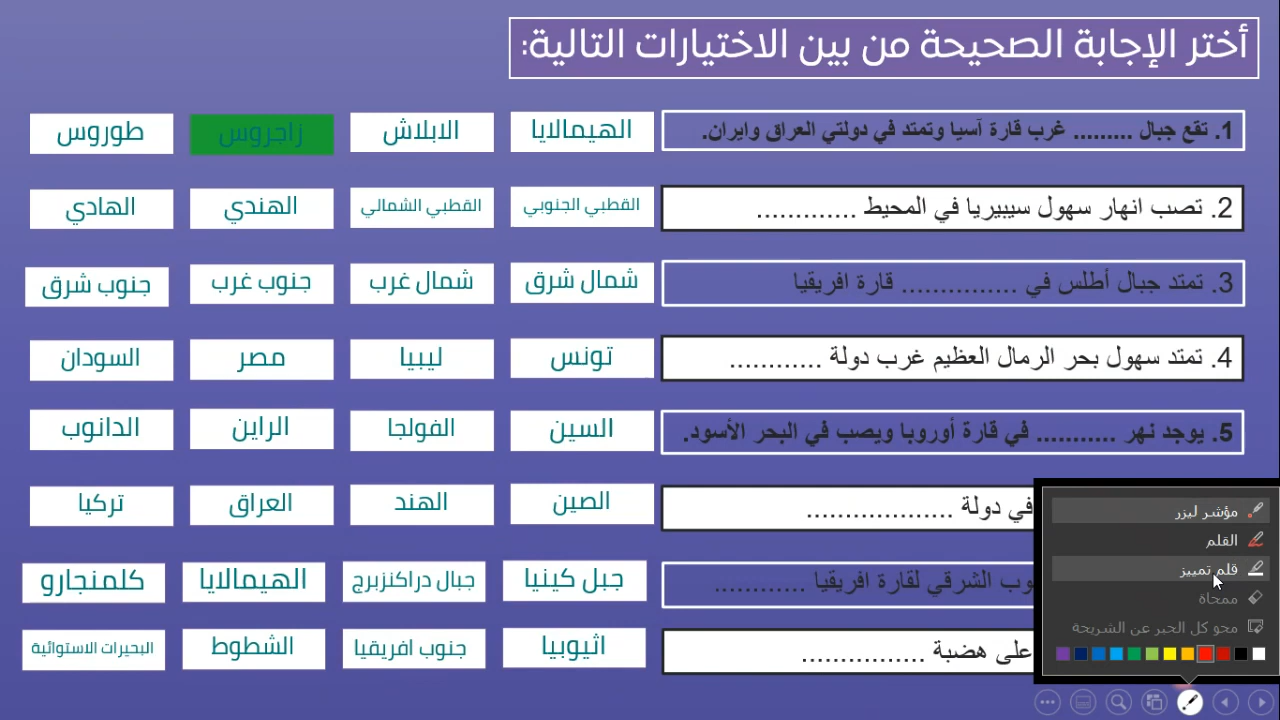 أختر الإجابة الصحيحة من بين الاختيارات التالية:
1. تقع جبال ......... غرب قارة آسيا وتمتد في دولتي العراق وايران.
الهيمالايا
الابلاش
زاجروس
طوروس
2. تصب انهار سهول سيبيريا في المحيط .............
القطبي الجنوبي
القطبي الشمالي
الهندي
الهادي
3. تمتد جبال أطلس في ............... قارة افريقيا
شمال شرق
شمال غرب
جنوب غرب
جنوب شرق
4. تمتد سهول بحر الرمال العظيم غرب دولة ............
تونس
ليبيا
مصر
السودان
5. يوجد نهر ........... في قارة أوروبا ويصب في البحر الأسود.
السين
الفولجا
الراين
الدانوب
في دولة ...................
الصين
الهند
العراق
تركيا
وب الشرقي لقارة افريقيا ............
جبل كينيا
جبال دراكنزبرج
الهيمالايا
كلمنجارو
على هضبة ................
اثيوبيا
جنوب افريقيا
الشطوط
البحيرات الاستوائية
مؤشر ليزر
القلم
قلم تمييز
ممحاة
محو كل الحبر عن الشريحة